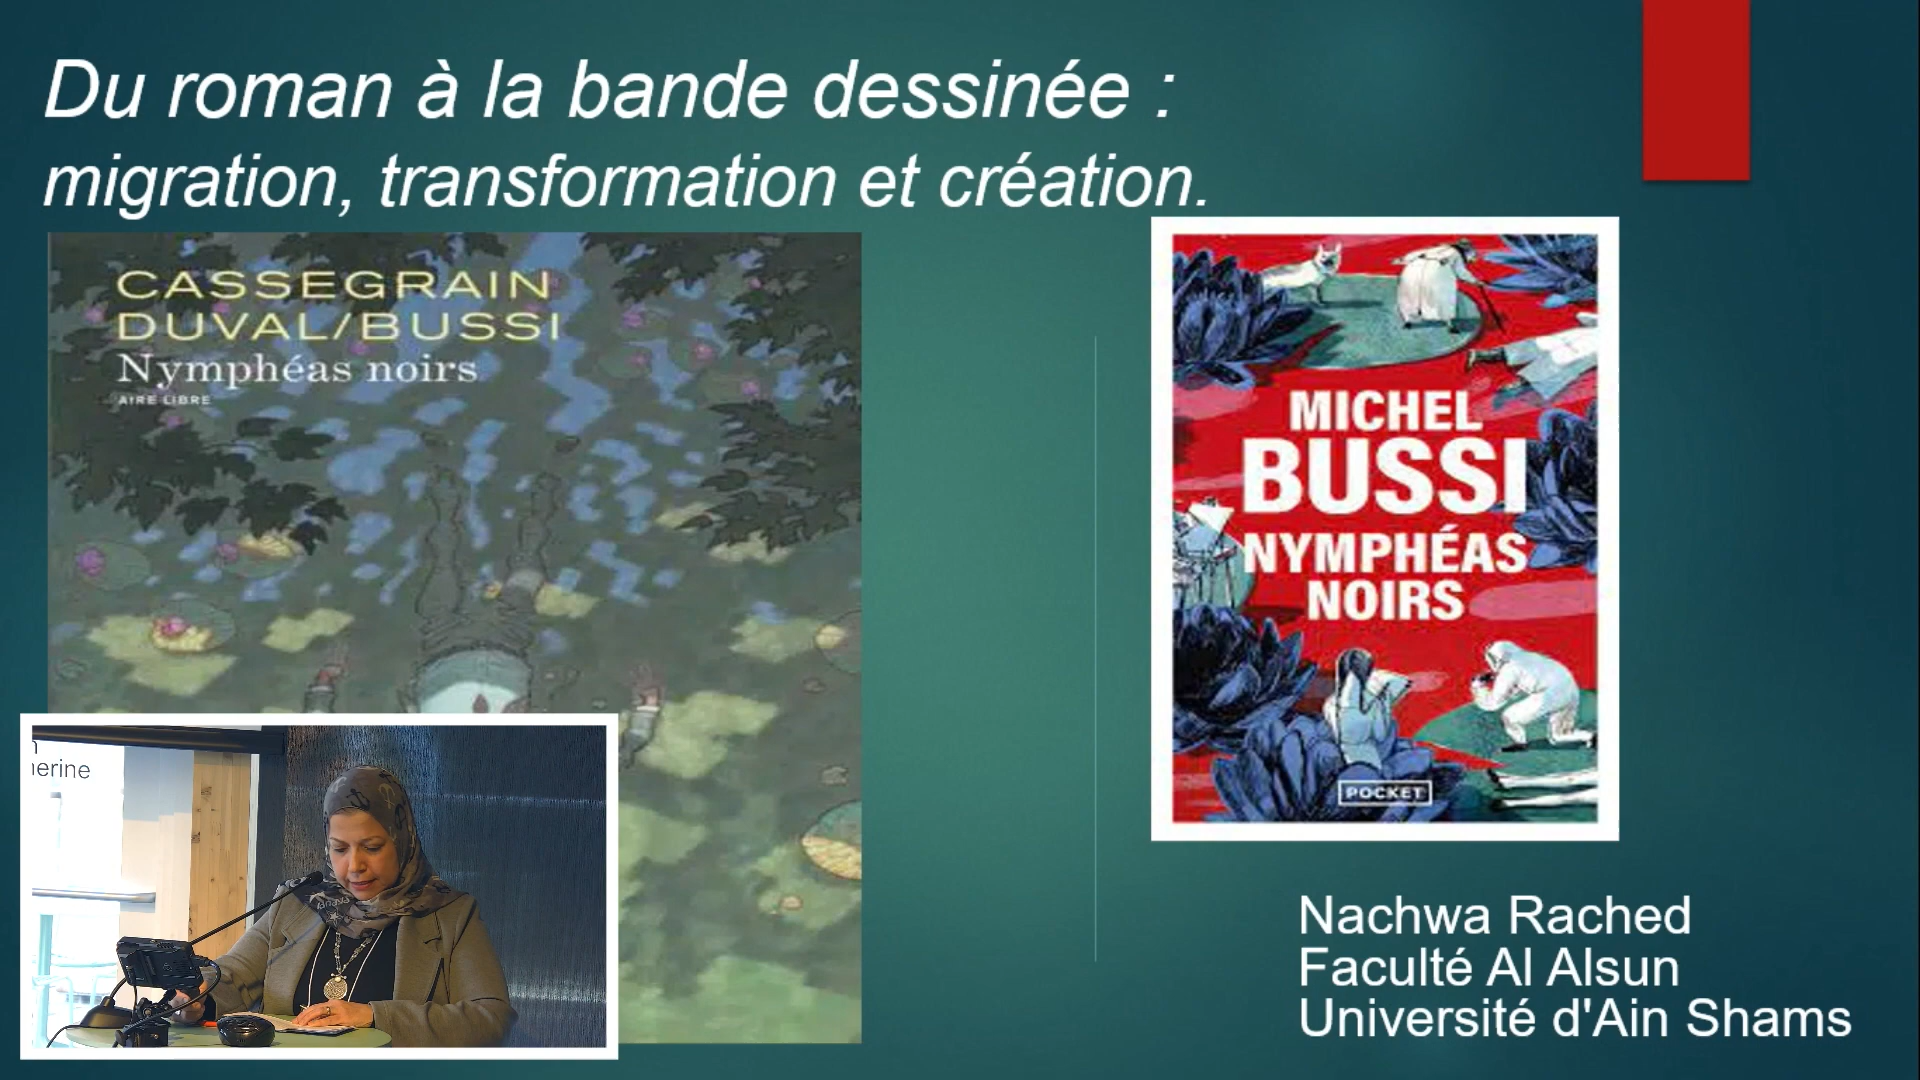 Du roman à la bande dessinée :
migration, transformation et création.
CASSEGRAIN
DUVAL/BUSSI
Nymphéas noirs
AIRE LIBRE
MICHEL
BUSSI
NYMPHÉAS
NOIRS
POCKET
Nachwa Rached
Faculté Al Alsun
Université d'Ain Shams